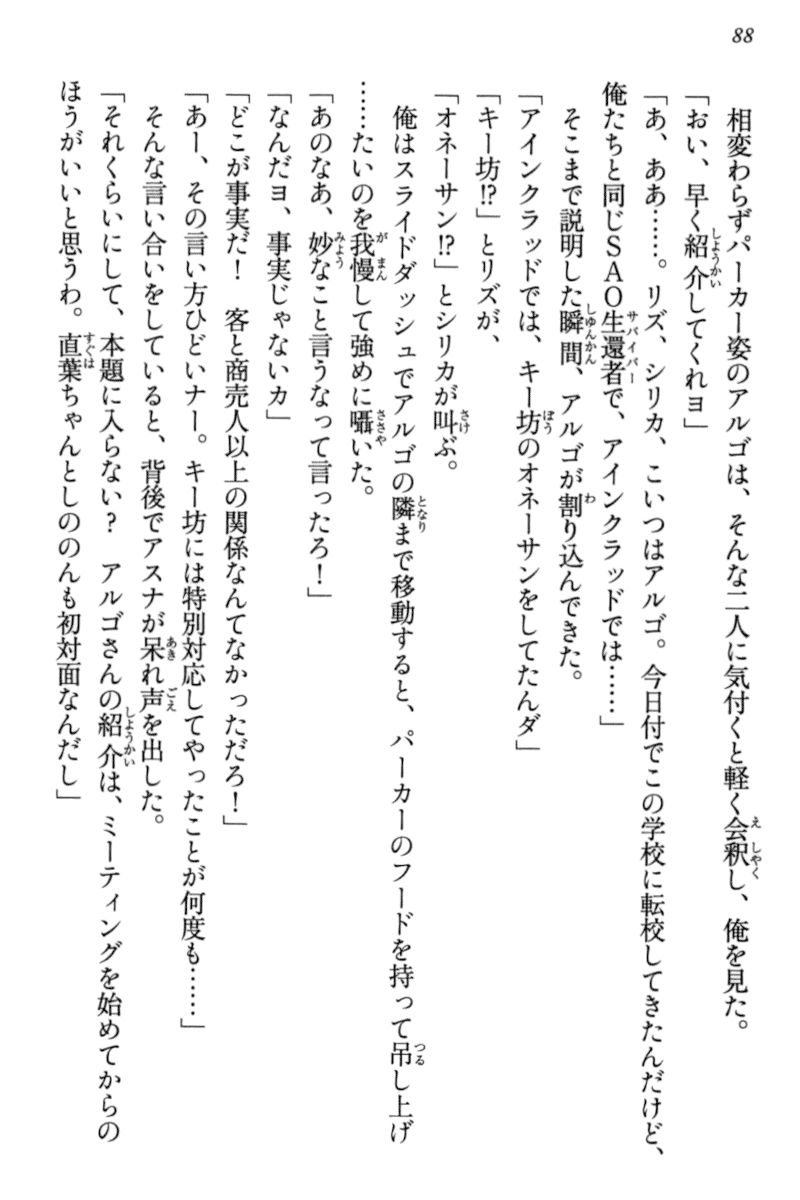 88
相変わらずパーカー姿のアルゴは、そんな二人に気付くと軽く会釈し、俺を見た。
「おい、早く紹介してくれヨ」
「あ、ああ……。リズ、シリカ、こいつはアルゴ。今日付でこの学校に転校してきたんだけど、
俺たちと同じSAO生還者で、アインクラッドでは……」
そこまで説明した瞬間、アルゴが割り込んできた。
「アインクラッドでは、キー坊のオネーサンをしてたんダ」
「キー坊!?」とリズが、
「オネーサン!?」とシリカが叫ぶ。
俺はスライドダッシュでアルゴの隣まで移動すると、パーカーのフードを持って吊し上げ
……たいのを我慢して強めに囁いた。
「あのなあ、妙なこと言うなって言ったろ！」
「なんだヨ、事実じゃないカ」
「どこが事実だ！　客と商売人以上の関係なんてなかっただろ！」
「あー、その言い方ひどいナー。キー坊には特別対応してやったことが何度も……」
そんな言い合いをしていると、背後でアスナが呆れ声を出した。
「それくらいにして、本題に入らない？　アルゴさんの紹介は、ミーティングを始めてからの
ほうがいいと思うわ。直葉ちゃんとしののんも初対面なんだし」